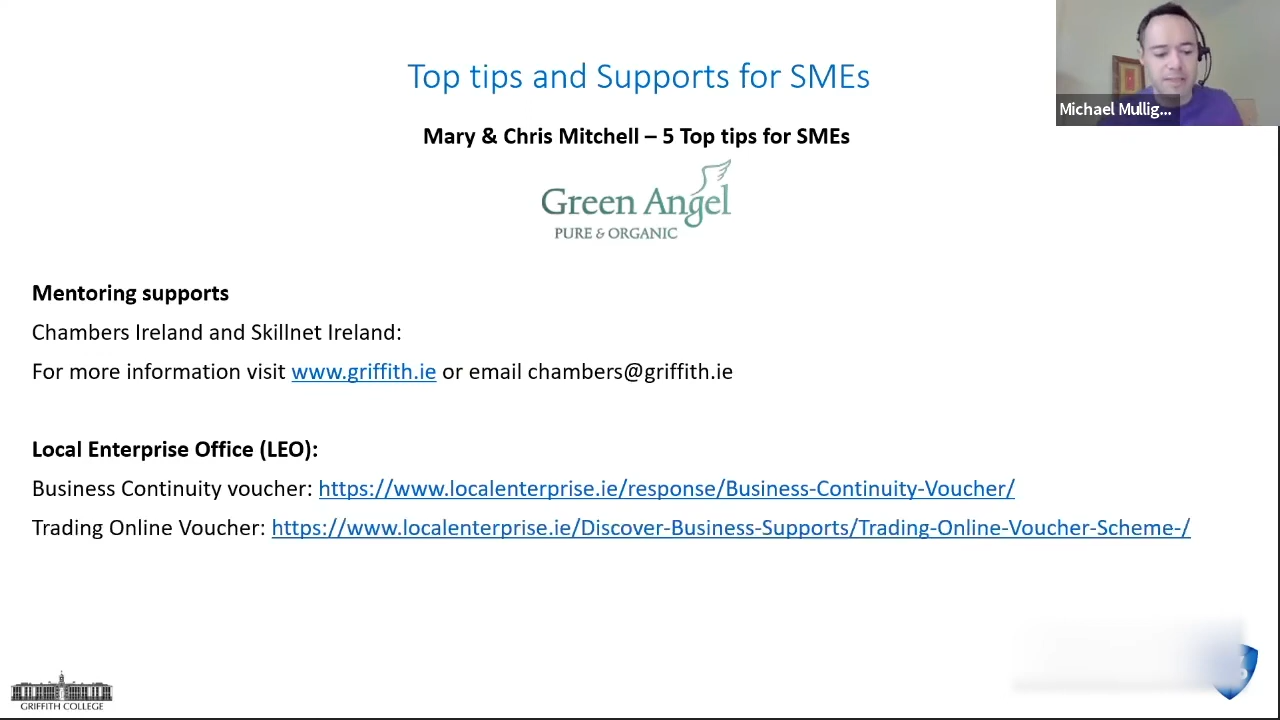 Top tips and Supports for SMEs
Michael Mullig...
Mary & Chris Mitchell – 5 Top tips for SMEs
Green Angel
PURE & ORGANIC
Mentoring supports
Chambers Ireland and Skillnet Ireland:
For more information visit www.griffith.ie or email chambers@griffith.ie
Local Enterprise Office (LEO):
Business Continuity voucher: https://www.localenterprise.ie/response/Business-Continuity-Voucher/
Trading Online Voucher: https://www.localenterprise.ie/Discover-Business-Supports/Trading-Online-Voucher-Scheme-/
GRIFFITH COLLEGE